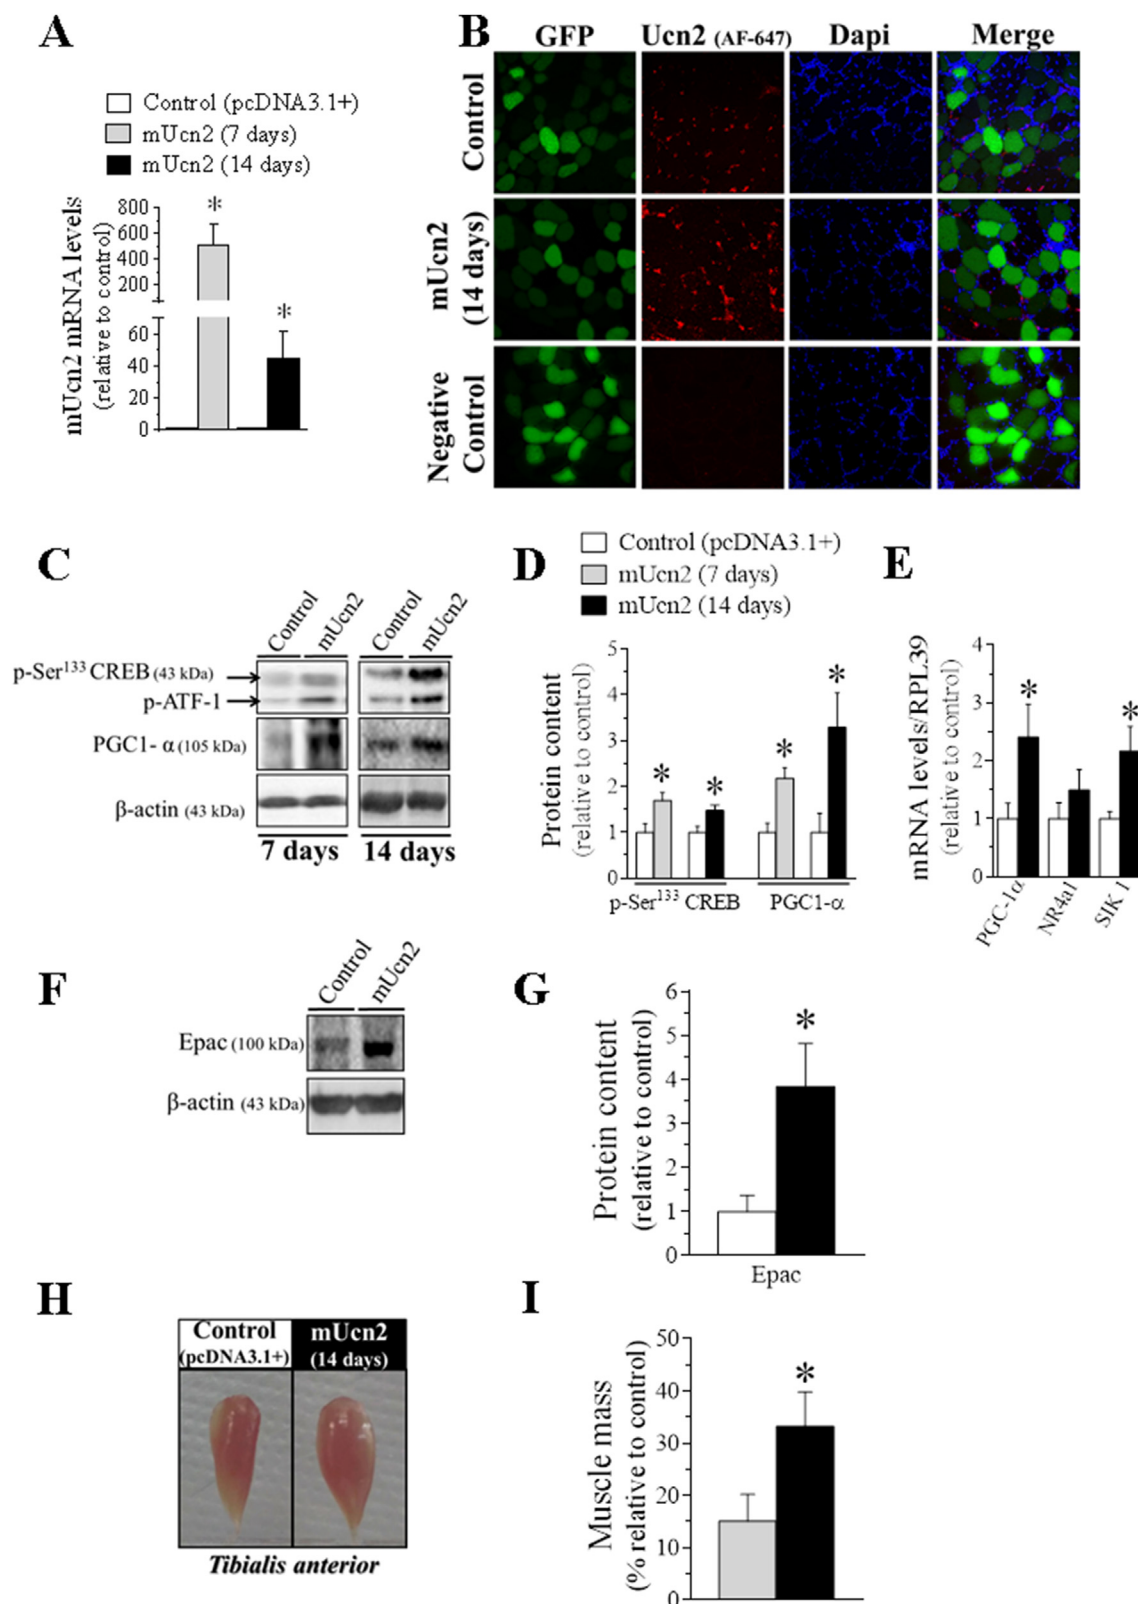 A
Control (pcDNA3.1+)
mUcn2 (7 days)
mUcn2 (14 days)
mUcn2 mRNA levels
(relative to control)
800
600
400
200
60
40
20
0
*
*
B
GFP
Ucn2 (AF-647)
Dapi
Merge
Control
mUcn2
(14 days)
Negative
Control
C
Control
mUcn2
Control
mUcn2
p-Ser¹³³ CREB (43 kDa)
p-ATF-1
PGC1- α (105 kDa)
β-actin (43 kDa)
7 days
14 days
D
Control (pcDNA3.1+)
mUcn2 (7 days)
mUcn2 (14 days)
Protein content
(relative to control)
5
4
3
2
1
0
*
*
*
*
p-Ser¹³³ CREB
PGC1-α
E
mRNA levels/RPL39
(relative to control)
4
3
2
1
0
*
*
PGC-1α
NR4a1
SIK 1
F
Control
mUcn2
Epac (100 kDa)
β-actin (43 kDa)
G
Protein content
(relative to control)
6
5
4
3
2
1
0
*
Epac
H
Control
(pcDNA3.1+)
mUcn2
(14 days)
Tibialis anterior
I
Muscle mass
(% relative to control)
50
40
30
20
10
0
*